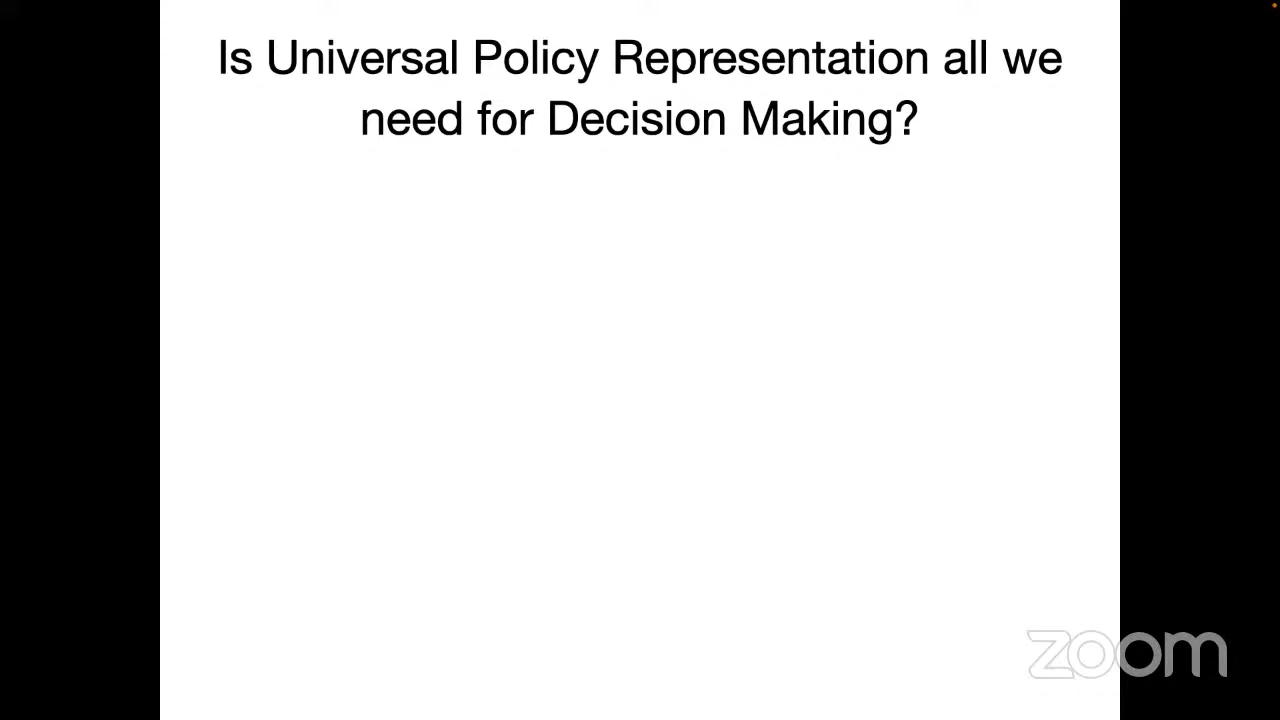 Is Universal Policy Representation all we
need for Decision Making?
zoom